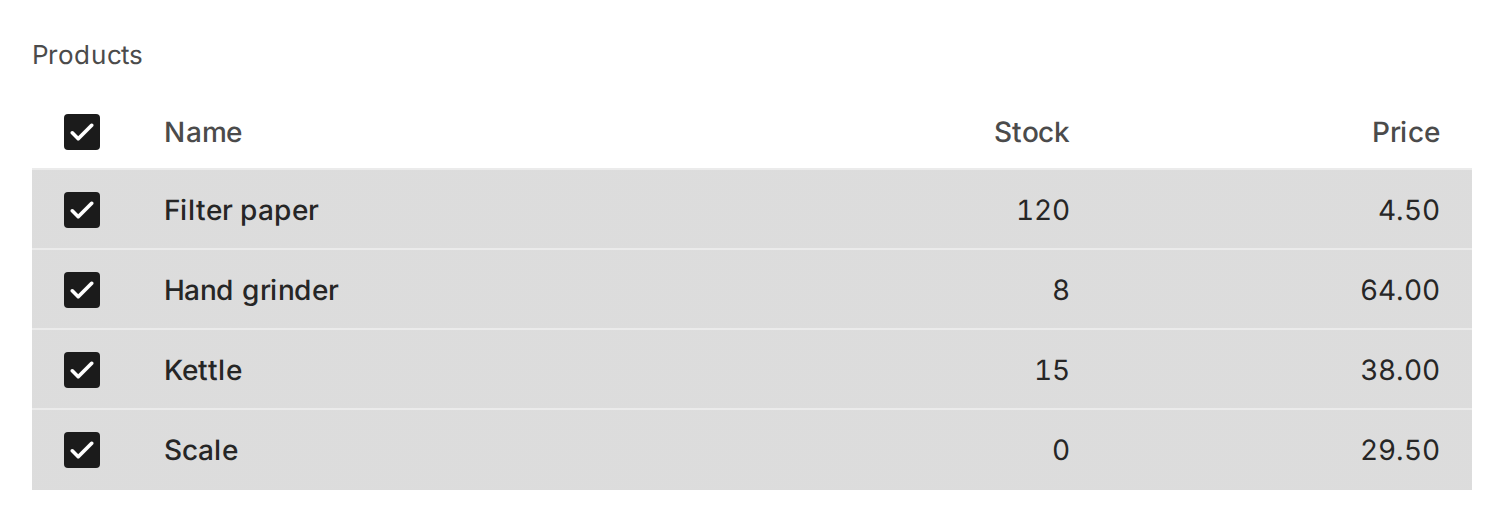 Products
Name Stock Price
Filter paper 120 4.50
Hand grinder 8 64.00
Kettle 15 38.00
Scale 0 29.50